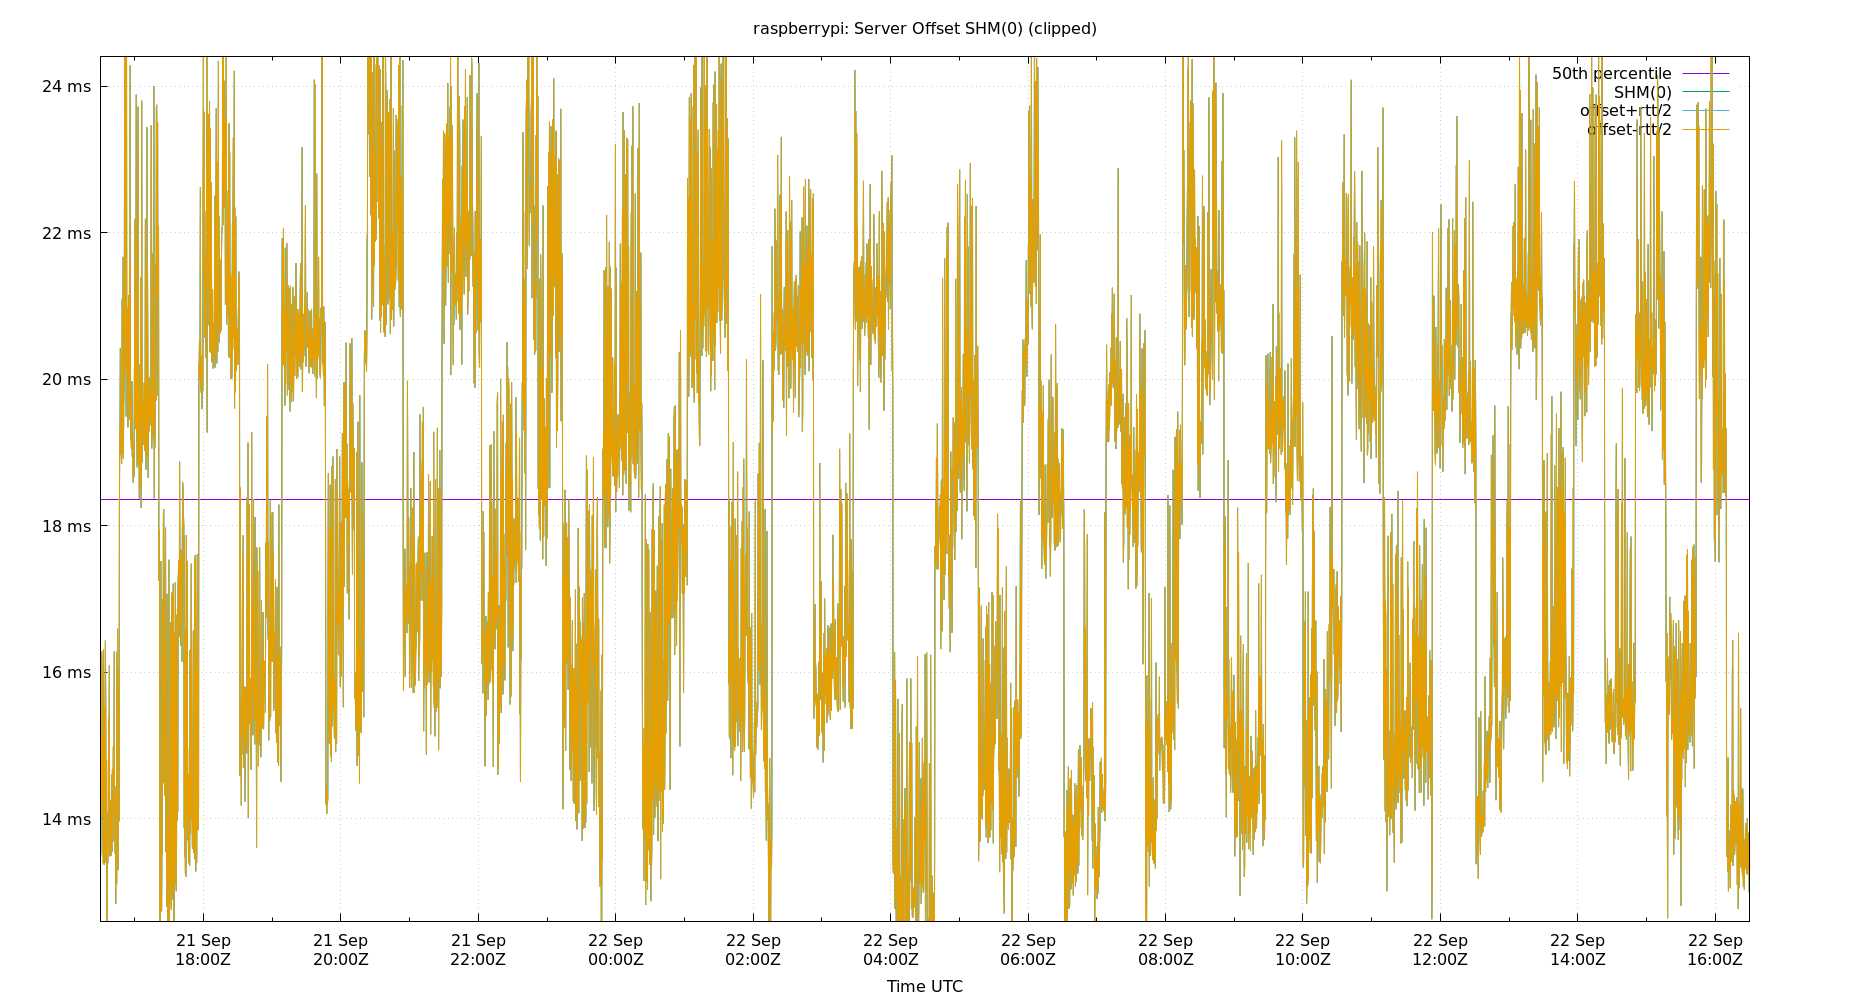 raspberrypi: Server Offset SHM(0) (clipped)
50th percentile
SHM(0)
offset+rtt/2
offset-rtt/2
24 ms
22 ms
20 ms
18 ms
16 ms
14 ms
21 Sep 21 Sep 21 Sep 22 Sep 22 Sep 22 Sep 22 Sep 22 Sep 22 Sep 22 Sep 22 Sep 22 Sep
18:00Z 20:00Z 22:00Z 00:00Z 02:00Z 04:00Z 06:00Z 08:00Z 10:00Z 12:00Z 14:00Z 16:00Z
Time UTC